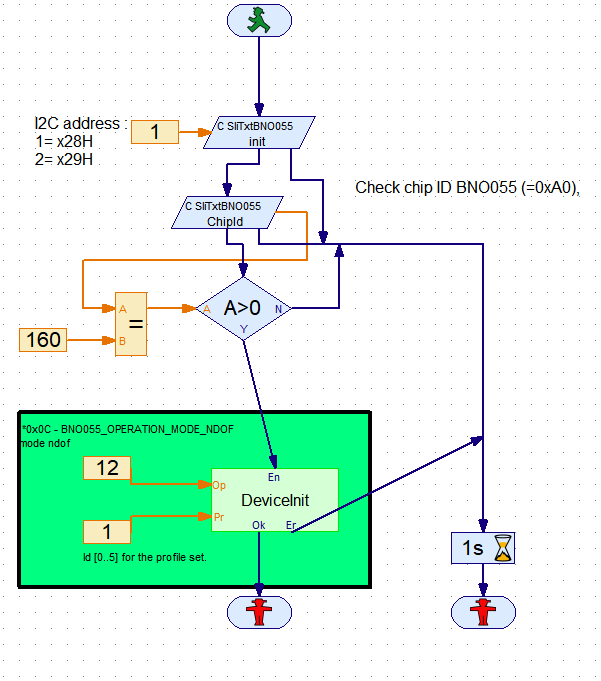 C SliTxtBNO055
init
I2C address :
1= x28H
2= x29H
1
Check chip ID BNO055 (=0xA0),
C SliTxtBNO055
ChipId
A
B
=
160
A
A>0
N
Y
*0x0C - BNO055_OPERATION_MODE_NDOF
mode ndof
12
1
Id [0..5] for the profile set.
En
Op
DeviceInit
Pr
Ok
Er
1s